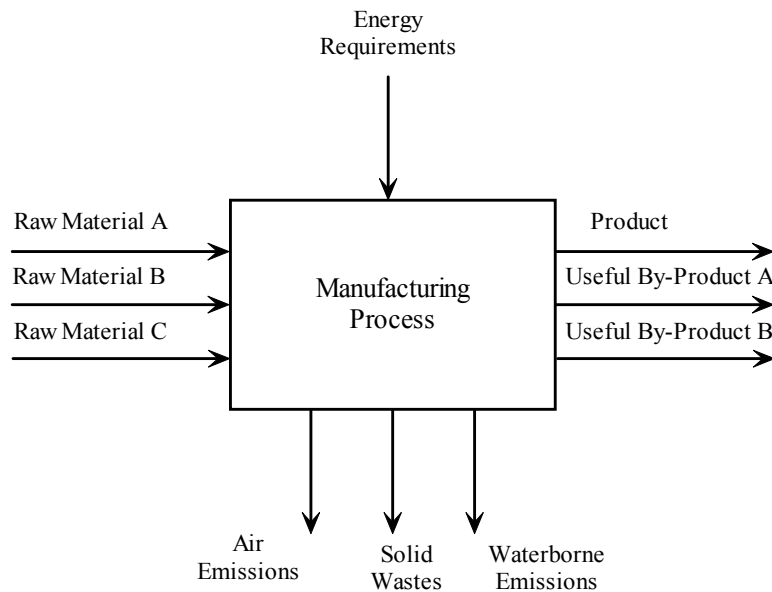 Energy
Requirements
Raw Material A
Raw Material B
Raw Material C
Manufacturing
Process
Product
Useful By-Product A
Useful By-Product B
Air
Emissions
Solid
Wastes
Waterborne
Emissions